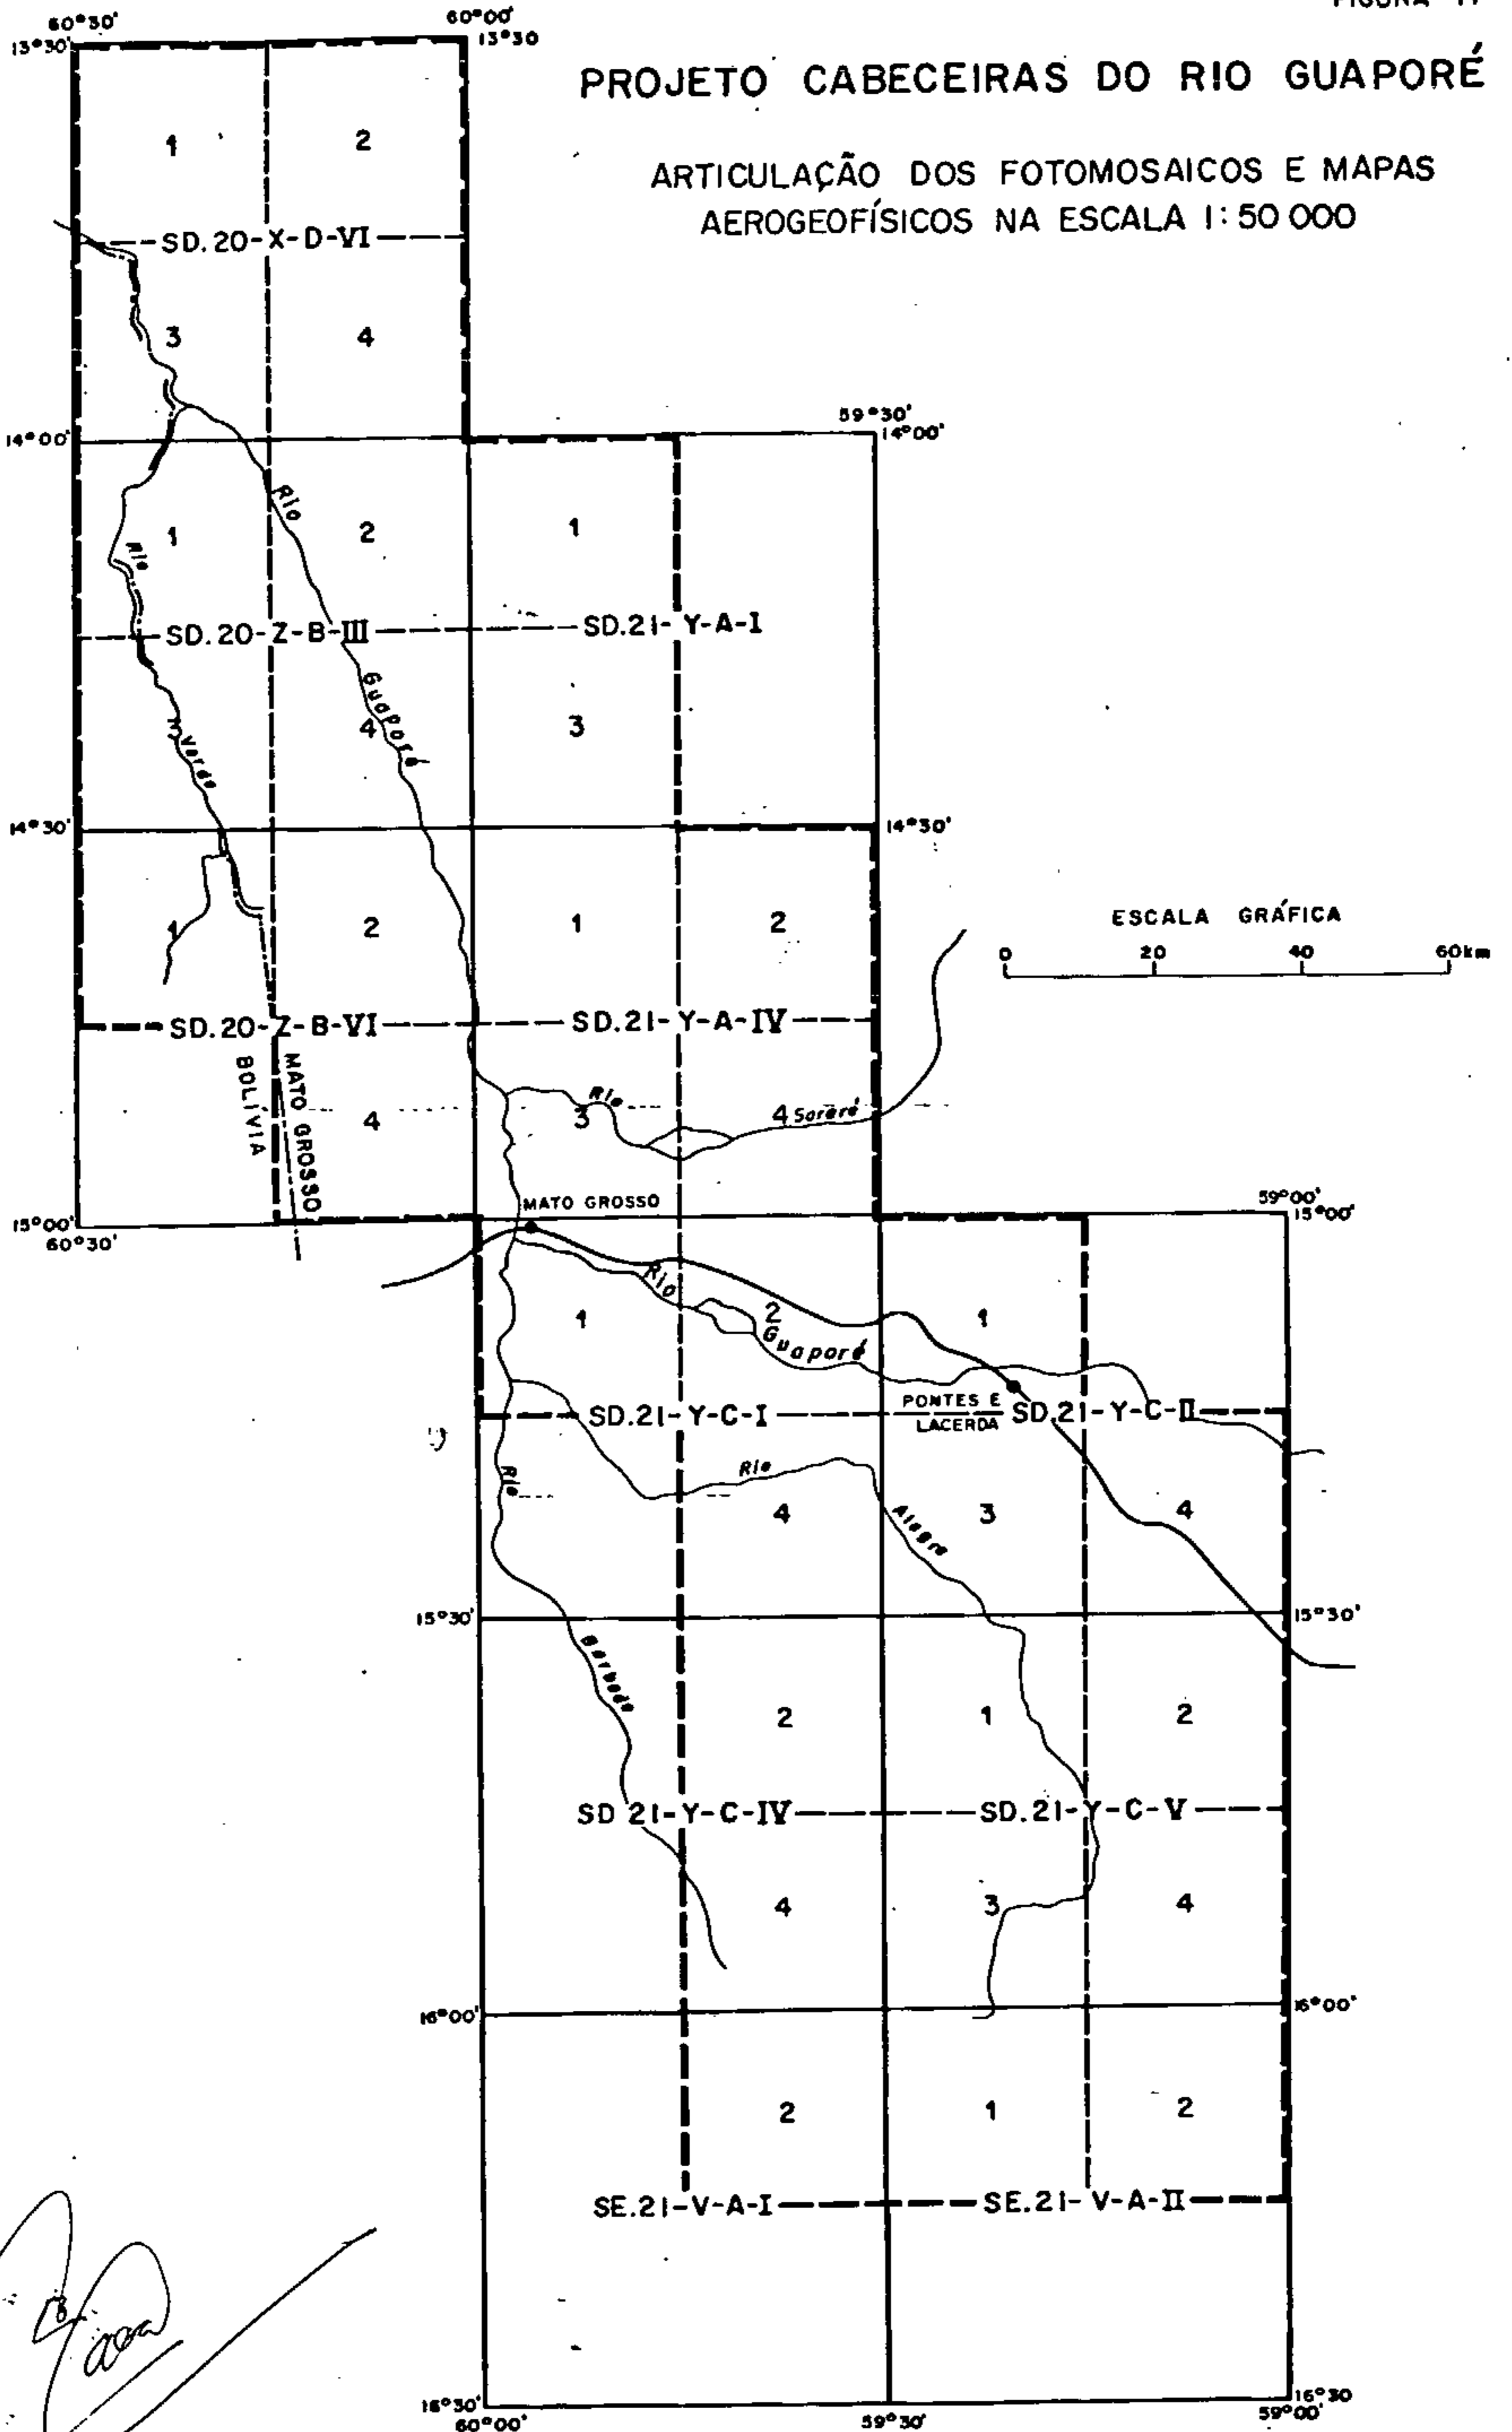 60°30'
60°00'
13°30'
13°30
PROJETO CABECEIRAS DO RIO GUAPORÉ
ARTICULAÇÃO DOS FOTOMOSAICOS E MAPAS
AEROGEOFÍSICOS NA ESCALA 1:50 000
1
2
SD.20-X-D-VI
3
4
59°30'
14°00'
14°00'
Rio
1
2
1
Rio
SD.20-Z-B-III
SD.21-Y-A-I
Guaporé
3
4
3
Verde
14°30'
14°30'
ESCALA GRÁFICA
0 20 40 60km
1
2
1
2
SD.20-Z-B-VI
SD.21-Y-A-IV
BOLÍVIA
MATO GROSSO
4
Rio
3
4
Sararé
MATO GROSSO
59°00'
15°00'
15°00'
60°30'
Rio
1
2
1
Guaporé
PONTES E
LACERDA
SD.21-Y-C-I
SD.21-Y-C-II
Rio
Rio
4
3
4
Alegre
15°30'
15°30'
Barbado
2
1
2
SD 21-Y-C-IV
SD.21-Y-C-V
4
3
4
16°00'
16°00'
2
1
2
SE.21-V-A-I
SE.21-V-A-II
16°30'
16°30
60°00'
59°30'
59°00'